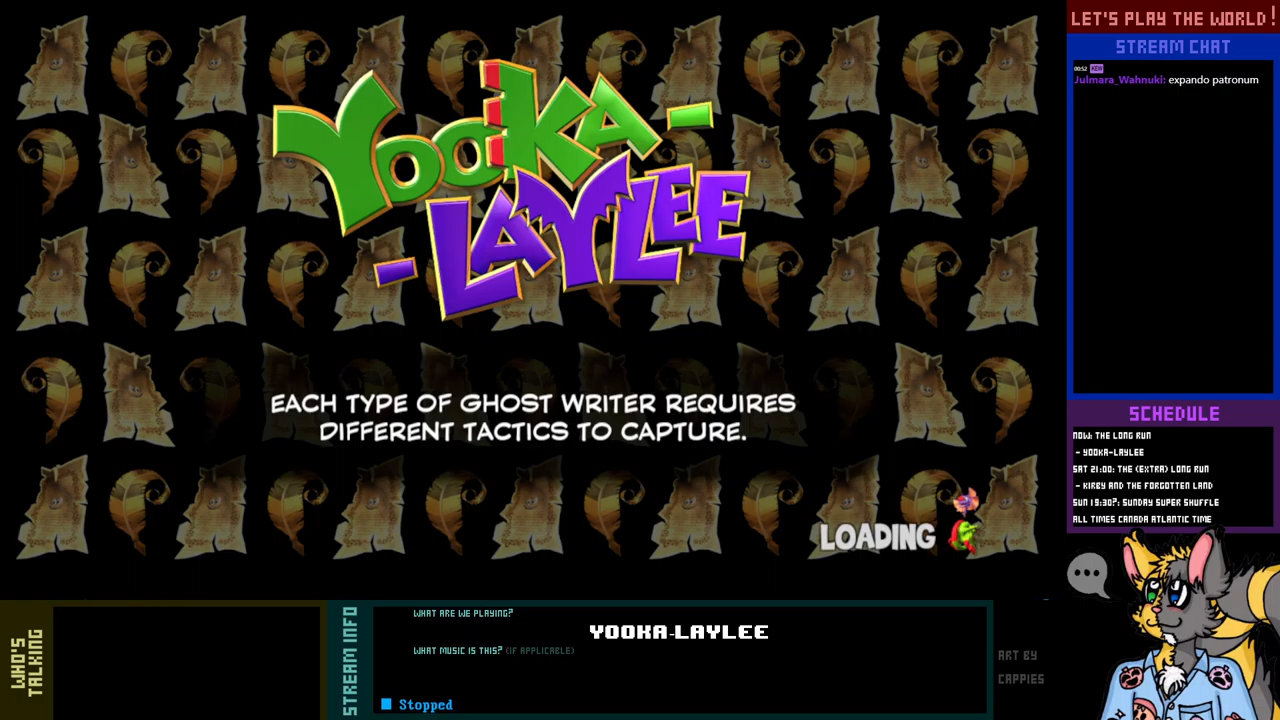 YOOKA-
-LAYLEE
EACH TYPE OF GHOST WRITER REQUIRES
DIFFERENT TACTICS TO CAPTURE.
LOADING
LET'S PLAY THE WORLD!
STREAM CHAT
00:52 KEW
Julmara_Wahnuki: expando patronum
SCHEDULE
NOW: THE LONG RUN
- YOOKA-LAYLEE
SAT 21:00: THE (EXTRA) LONG RUN
- KIRBY AND THE FORGOTTEN LAND
SUN 19:30?: SUNDAY SUPER SHUFFLE
ALL TIMES CANADA ATLANTIC TIME
WHO'S
TALKING
STREAM INFO
WHAT ARE WE PLAYING?
YOOKA-LAYLEE
WHAT MUSIC IS THIS? (IF APPLICABLE)
Stopped
ART BY
CAPPIES